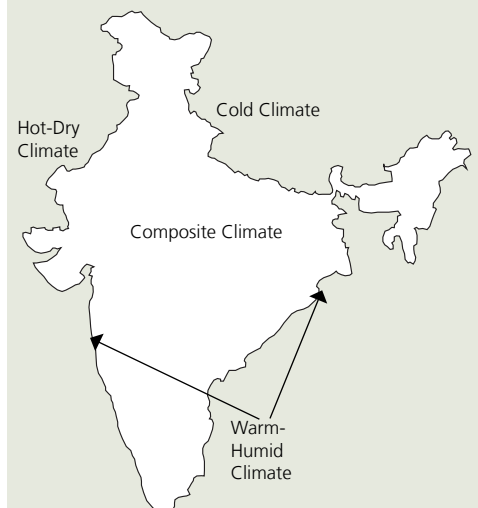 Cold Climate
Hot-Dry
Climate
Composite Climate
Warm-
Humid
Climate